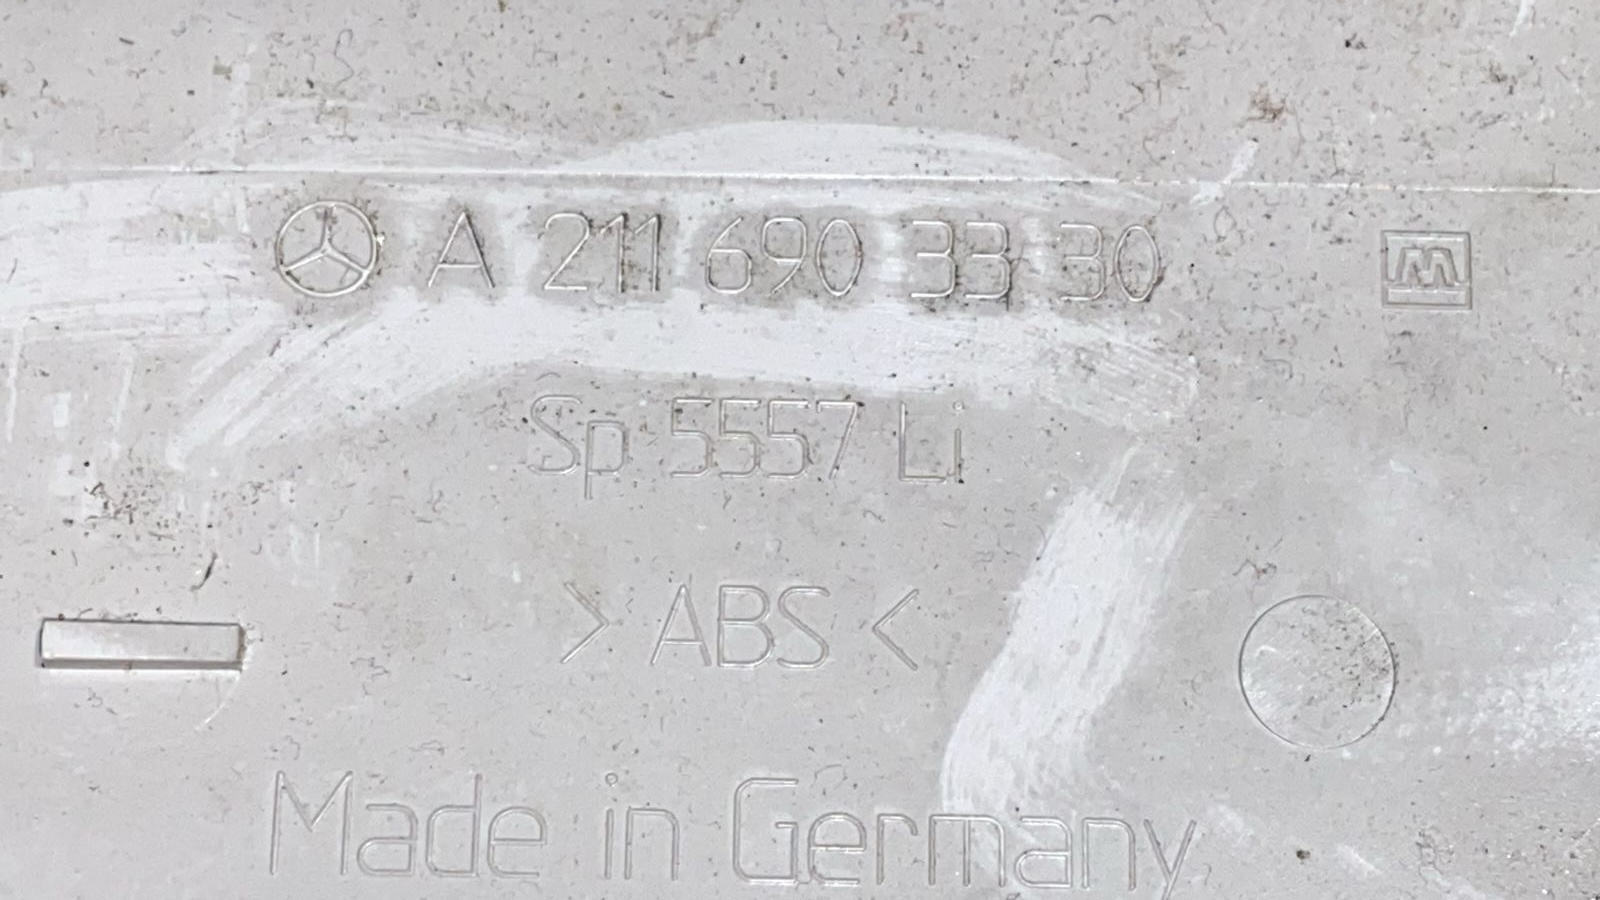 A 211 690 33 30
Sp 5557 Li
>ABS<
Made in Germany